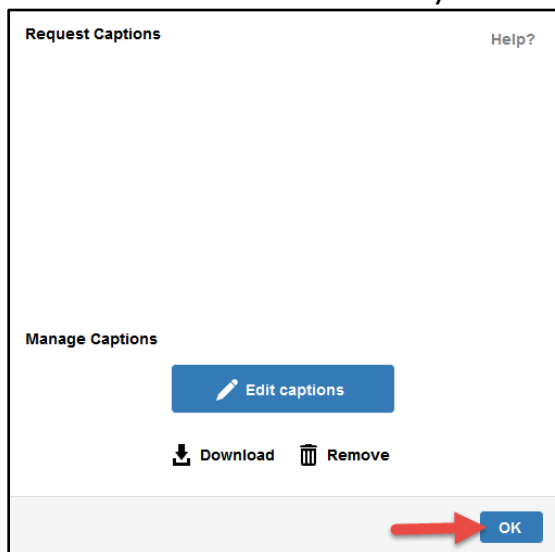 Request Captions
Help?
Manage Captions
Edit captions
Download Remove
OK